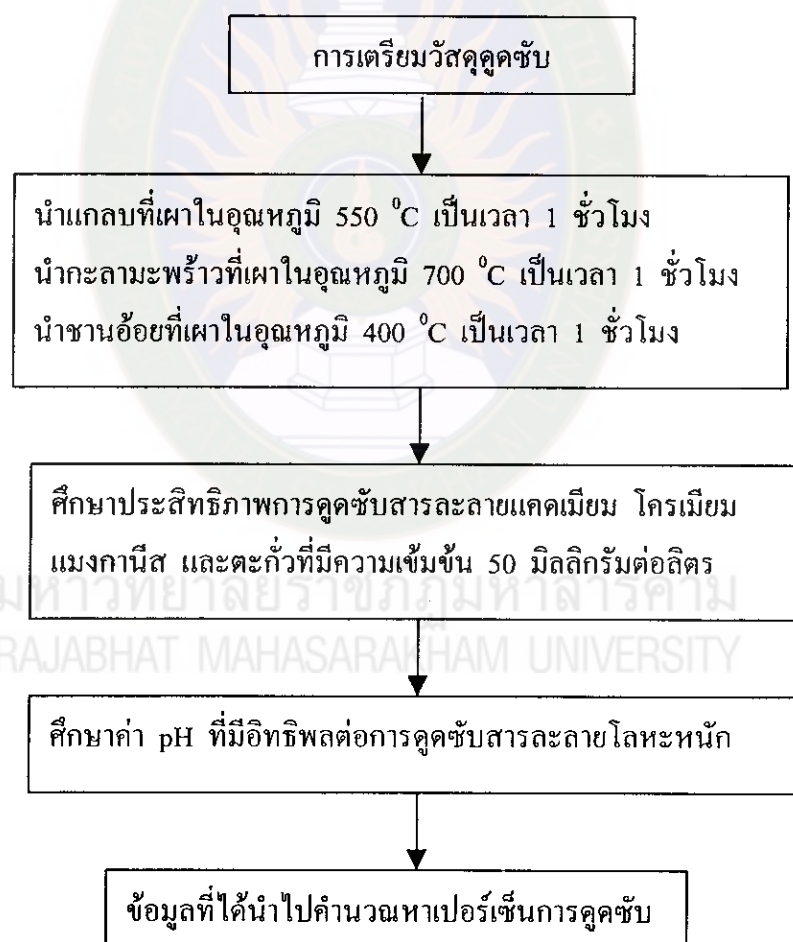 การเตรียมวัสดุดูดซับ
นำแกลบที่เผาในอุณหภูมิ 550 ⁰C เป็นเวลา 1 ชั่วโมง
นำกะลามะพร้าวที่เผาในอุณหภูมิ 700 ⁰C เป็นเวลา 1 ชั่วโมง
นำชานอ้อยที่เผาในอุณหภูมิ 400 ⁰C เป็นเวลา 1 ชั่วโมง
ศึกษาประสิทธิภาพการดูดซับสารละลายแคดเมียม โครเมียม
แมงกานีส และตะกั่วที่มีความเข้มข้น 50 มิลลิกรัมต่อลิตร
มหาวิทยาลัยราชภัฏมหาสารคาม
RAJABHAT MAHASARAKHAM UNIVERSITY
ศึกษาค่า pH ที่มีอิทธิพลต่อการดูดซับสารละลายโลหะหนัก
ข้อมูลที่ได้นำไปคำนวณหาเปอร์เซ็นการดูดซับ